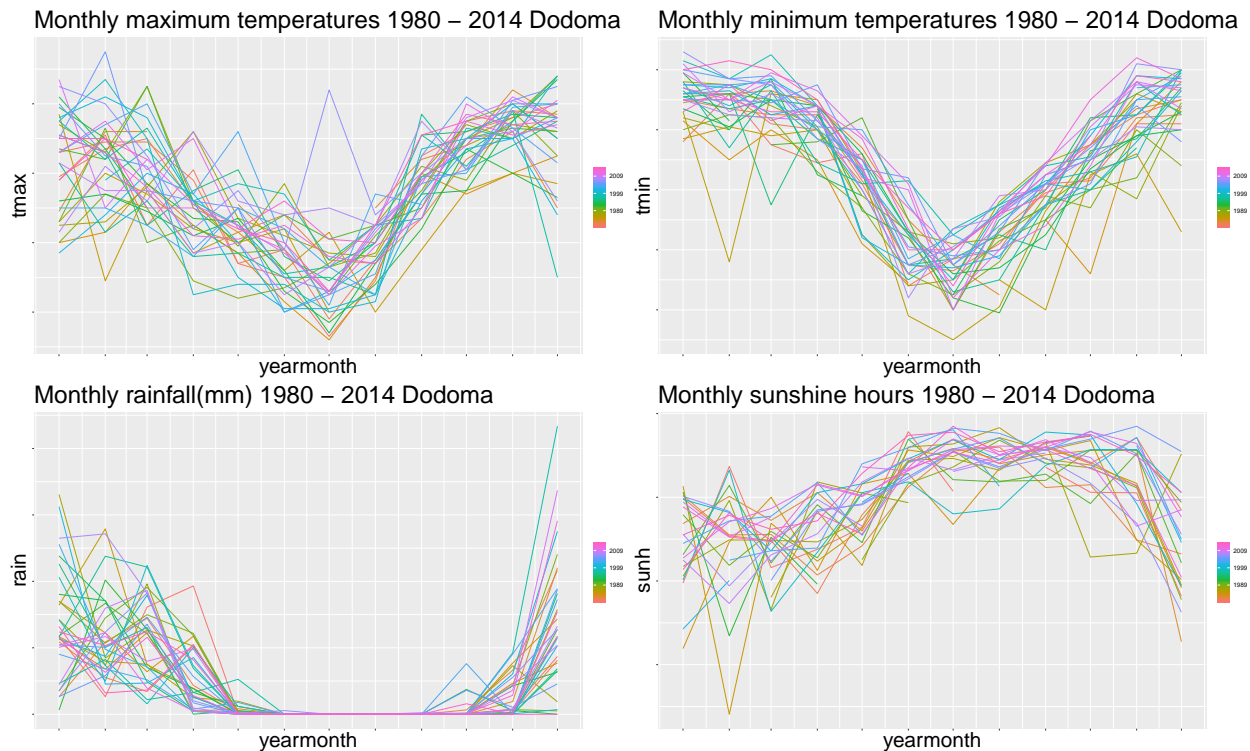 Monthly maximum temperatures 1980 – 2014 Dodoma
tmax
2009
1999
1989
yearmonth
Monthly minimum temperatures 1980 – 2014 Dodoma
tmin
2009
1999
1989
yearmonth
Monthly rainfall(mm) 1980 – 2014 Dodoma
rain
2009
1999
1989
yearmonth
Monthly sunshine hours 1980 – 2014 Dodoma
sunh
2009
1999
1989
yearmonth